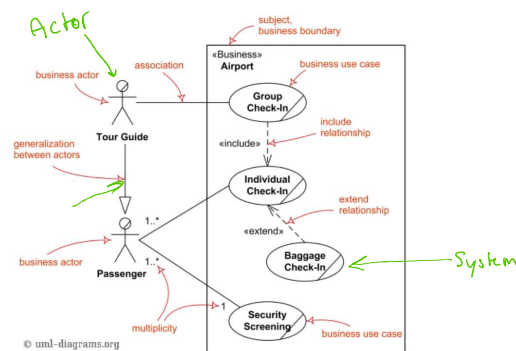 Actor
subject,
business boundary
«Business»
Airport
business use case
association
business actor
Group
Check-In
Tour Guide
include
relationship
«include»
generalization
between actors
Individual
Check-In
1..*
extend
relationship
«extend»
business actor
Passenger
1..*
Baggage
Check-In
System
multiplicity
1
Security
Screening
business use case
© uml-diagrams.org